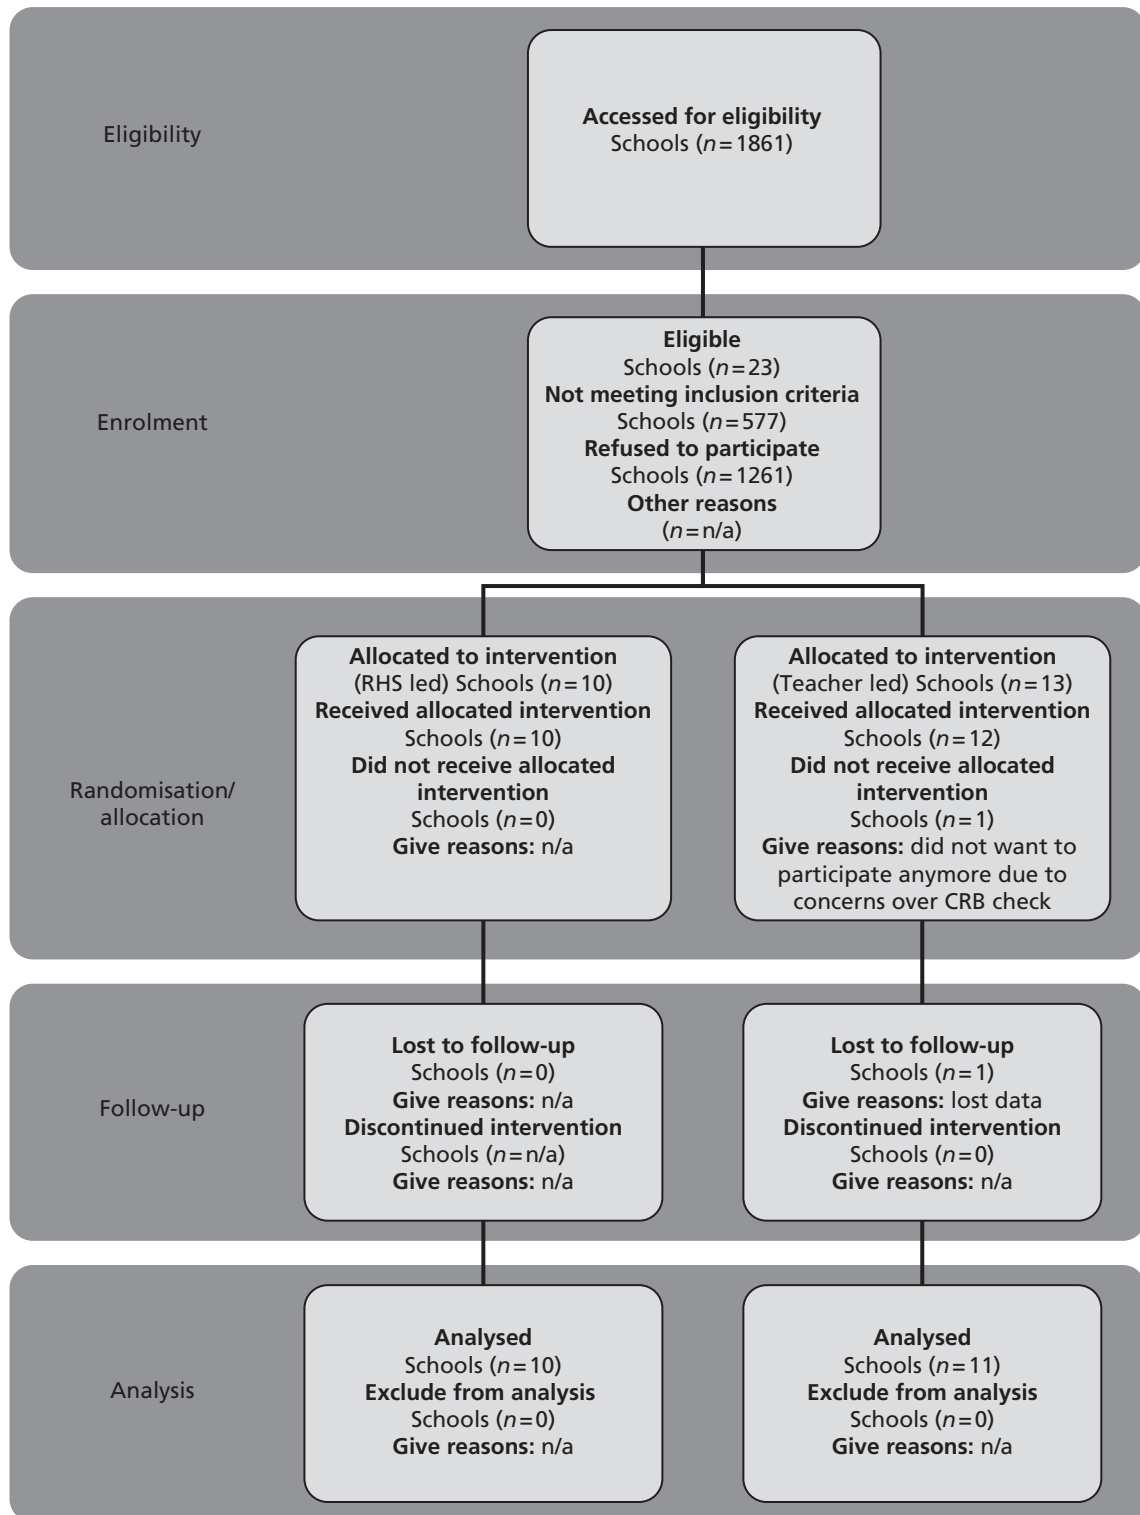 Eligibility
Accessed for eligibility
Schools (n=1861)
Enrolment
Eligible
Schools (n=23)
Not meeting inclusion criteria
Schools (n=577)
Refused to participate
Schools (n=1261)
Other reasons
(n=n/a)
Randomisation/
allocation
Allocated to intervention
(RHS led) Schools (n=10)
Received allocated intervention
Schools (n=10)
Did not receive allocated
intervention
Schools (n=0)
Give reasons: n/a
Allocated to intervention
(Teacher led) Schools (n=13)
Received allocated intervention
Schools (n=12)
Did not receive allocated
intervention
Schools (n=1)
Give reasons: did not want to
participate anymore due to
concerns over CRB check
Follow-up
Lost to follow-up
Schools (n=0)
Give reasons: n/a
Discontinued intervention
Schools (n=n/a)
Give reasons: n/a
Lost to follow-up
Schools (n=1)
Give reasons: lost data
Discontinued intervention
Schools (n=0)
Give reasons: n/a
Analysis
Analysed
Schools (n=10)
Exclude from analysis
Schools (n=0)
Give reasons: n/a
Analysed
Schools (n=11)
Exclude from analysis
Schools (n=0)
Give reasons: n/a